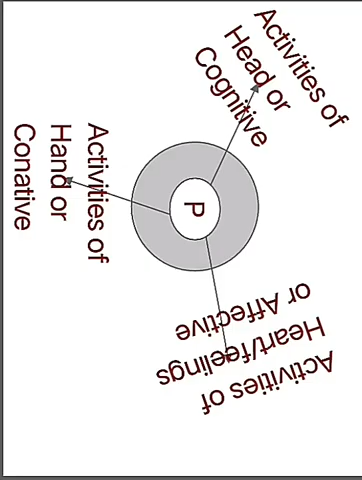 Activities of
Head or
Cognitive
Activities of
Hand or
Conative
P
Activities of
Heart/feelings
or Affective